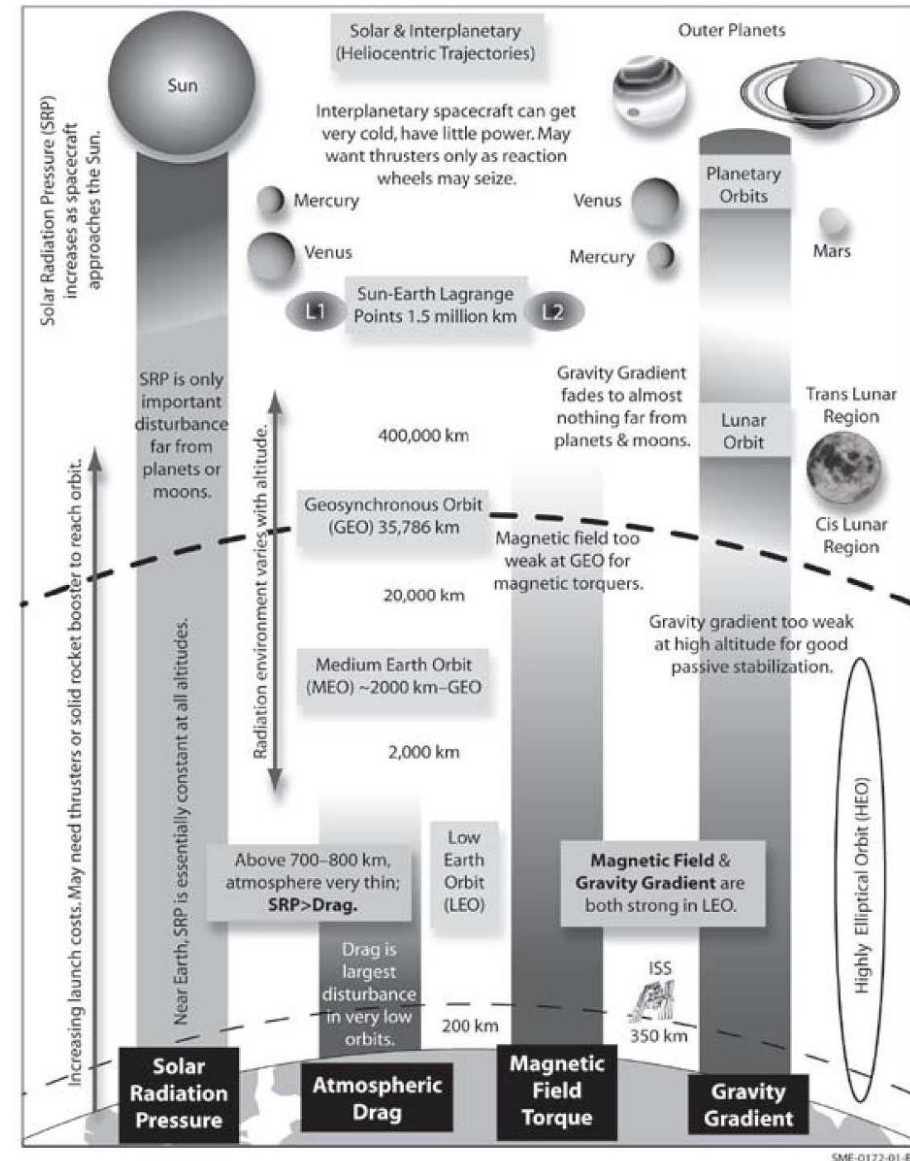 Solar & Interplanetary
(Heliocentric Trajectories)
Outer Planets
Sun
Solar Radiation Pressure (SRP)
increases as spacecraft
approaches the Sun.
Interplanetary spacecraft can get
very cold, have little power. May
want thrusters only as reaction
wheels may seize.
Planetary
Orbits
Mercury
Venus
Venus
Mercury
Mars
L1
Sun-Earth Lagrange
Points 1.5 million km
L2
SRP is only
important
disturbance
far from
planets or
moons.
Gravity Gradient
fades to almost
nothing far from
planets & moons.
Trans Lunar
Region
Lunar
Orbit
Cis Lunar
Region
400,000 km
Radiation environment varies with altitude.
Increasing launch costs. May need thrusters or solid rocket booster to reach orbit.
Geosynchronous Orbit
(GEO) 35,786 km
Magnetic field too
weak at GEO for
magnetic torquers.
20,000 km
Gravity gradient too weak
at high altitude for good
passive stabilization.
Medium Earth Orbit
(MEO) ~2000 km–GEO
2,000 km
Near Earth, SRP is essentially constant at all altitudes.
Above 700–800 km,
atmosphere very thin;
SRP>Drag.
Low
Earth
Orbit
(LEO)
Magnetic Field &
Gravity Gradient are
both strong in LEO.
Highly Elliptical Orbit (HEO)
Drag is
largest
disturbance
in very low
orbits.
200 km
ISS
350 km
Solar
Radiation
Pressure
Atmospheric
Drag
Magnetic
Field
Torque
Gravity
Gradient
SME-0172-01-B